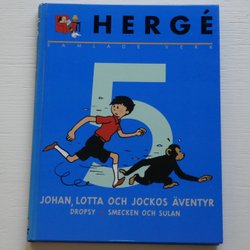 HERGÉ
SAMLADE VERK
5
JOHAN, LOTTA OCH JOCKOS ÄVENTYR
DROPSY SMECKEN OCH SULAN